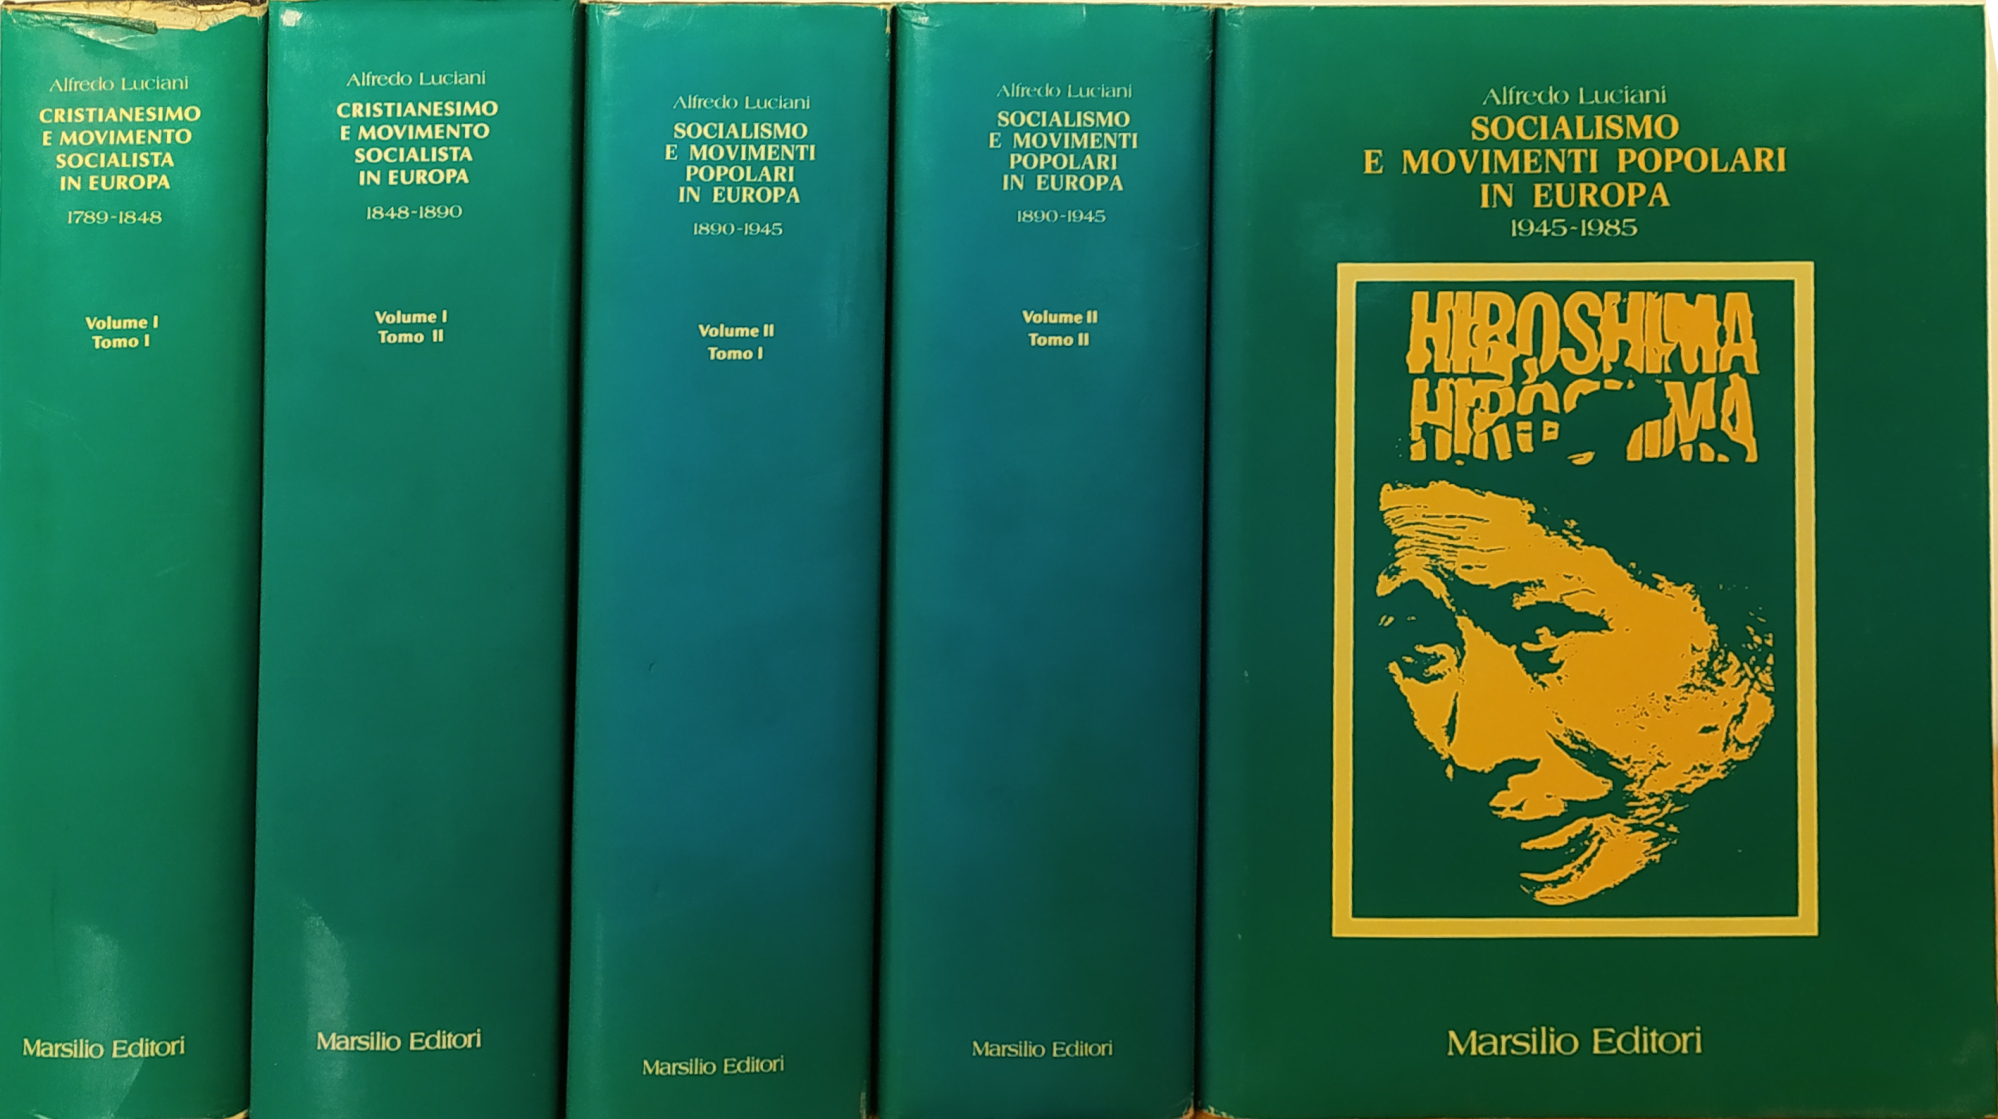 Alfredo Luciani
CRISTIANESIMO
E MOVIMENTO
SOCIALISTA
IN EUROPA
1789-1848
Volume I
Tomo I
Marsilio Editori
Alfredo Luciani
CRISTIANESIMO
E MOVIMENTO
SOCIALISTA
IN EUROPA
1848-1890
Volume I
Tomo II
Marsilio Editori
Alfredo Luciani
SOCIALISMO
E MOVIMENTI
POPOLARI
IN EUROPA
1890-1945
Volume II
Tomo I
Marsilio Editori
Alfredo Luciani
SOCIALISMO
E MOVIMENTI
POPOLARI
IN EUROPA
1890-1945
Volume II
Tomo II
Marsilio Editori
Alfredo Luciani
SOCIALISMO
E MOVIMENTI POPOLARI
IN EUROPA
1945-1985
HIROSHIMA
HIROSHIMA
Marsilio Editori